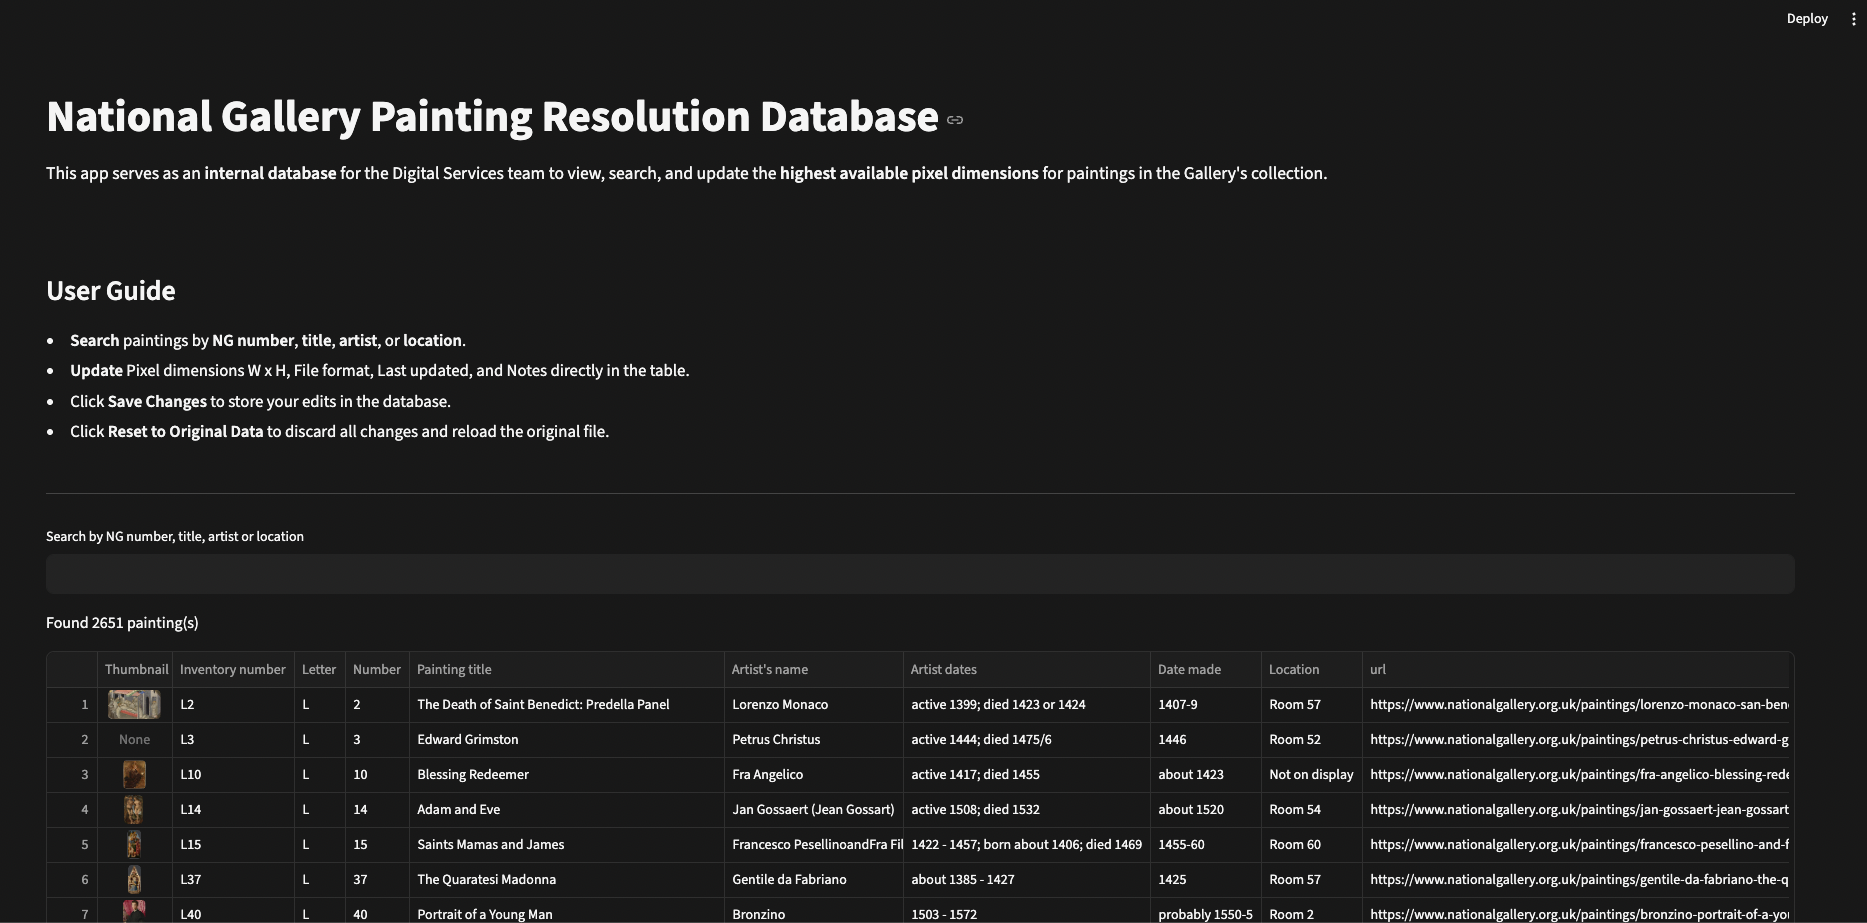 Deploy
National Gallery Painting Resolution Database
This app serves as an internal database for the Digital Services team to view, search, and update the highest available pixel dimensions for paintings in the Gallery's collection.
User Guide
• Search paintings by NG number, title, artist, or location.
• Update Pixel dimensions W x H, File format, Last updated, and Notes directly in the table.
• Click Save Changes to store your edits in the database.
• Click Reset to Original Data to discard all changes and reload the original file.
Search by NG number, title, artist or location
Found 2651 painting(s)
Thumbnail Inventory number Letter Number Painting title Artist's name Artist dates Date made Location url
1 L2 L 2 The Death of Saint Benedict: Predella Panel Lorenzo Monaco active 1399; died 1423 or 1424 1407-9 Room 57 https://www.nationalgallery.org.uk/paintings/lorenzo-monaco-san-ben
2 None L3 L 3 Edward Grimston Petrus Christus active 1444; died 1475/6 1446 Room 52 https://www.nationalgallery.org.uk/paintings/petrus-christus-edward-g
3 L10 L 10 Blessing Redeemer Fra Angelico active 1417; died 1455 about 1423 Not on display https://www.nationalgallery.org.uk/paintings/fra-angelico-blessing-rede
4 L14 L 14 Adam and Eve Jan Gossaert (Jean Gossart) active 1508; died 1532 about 1520 Room 54 https://www.nationalgallery.org.uk/paintings/jan-gossaert-jean-gossart
5 L15 L 15 Saints Mamas and James Francesco PesellinoandFra Fil 1422 - 1457; born about 1406; died 1469 1455-60 Room 60 https://www.nationalgallery.org.uk/paintings/francesco-pesellino-and-f
6 L37 L 37 The Quaratesi Madonna Gentile da Fabriano about 1385 - 1427 1425 Room 57 https://www.nationalgallery.org.uk/paintings/gentile-da-fabriano-the-q
7 L40 L 40 Portrait of a Young Man Bronzino 1503 - 1572 probably 1550-5 Room 2 https://www.nationalgallery.org.uk/paintings/bronzino-portrait-of-a-you